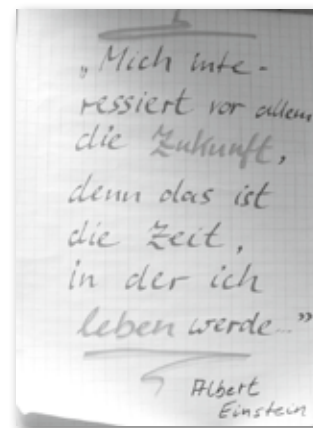 „Mich inte-
ressiert vor allem
die Zukunft,
denn das ist
die Zeit,
in der ich
leben werde..."
Albert
Einstein